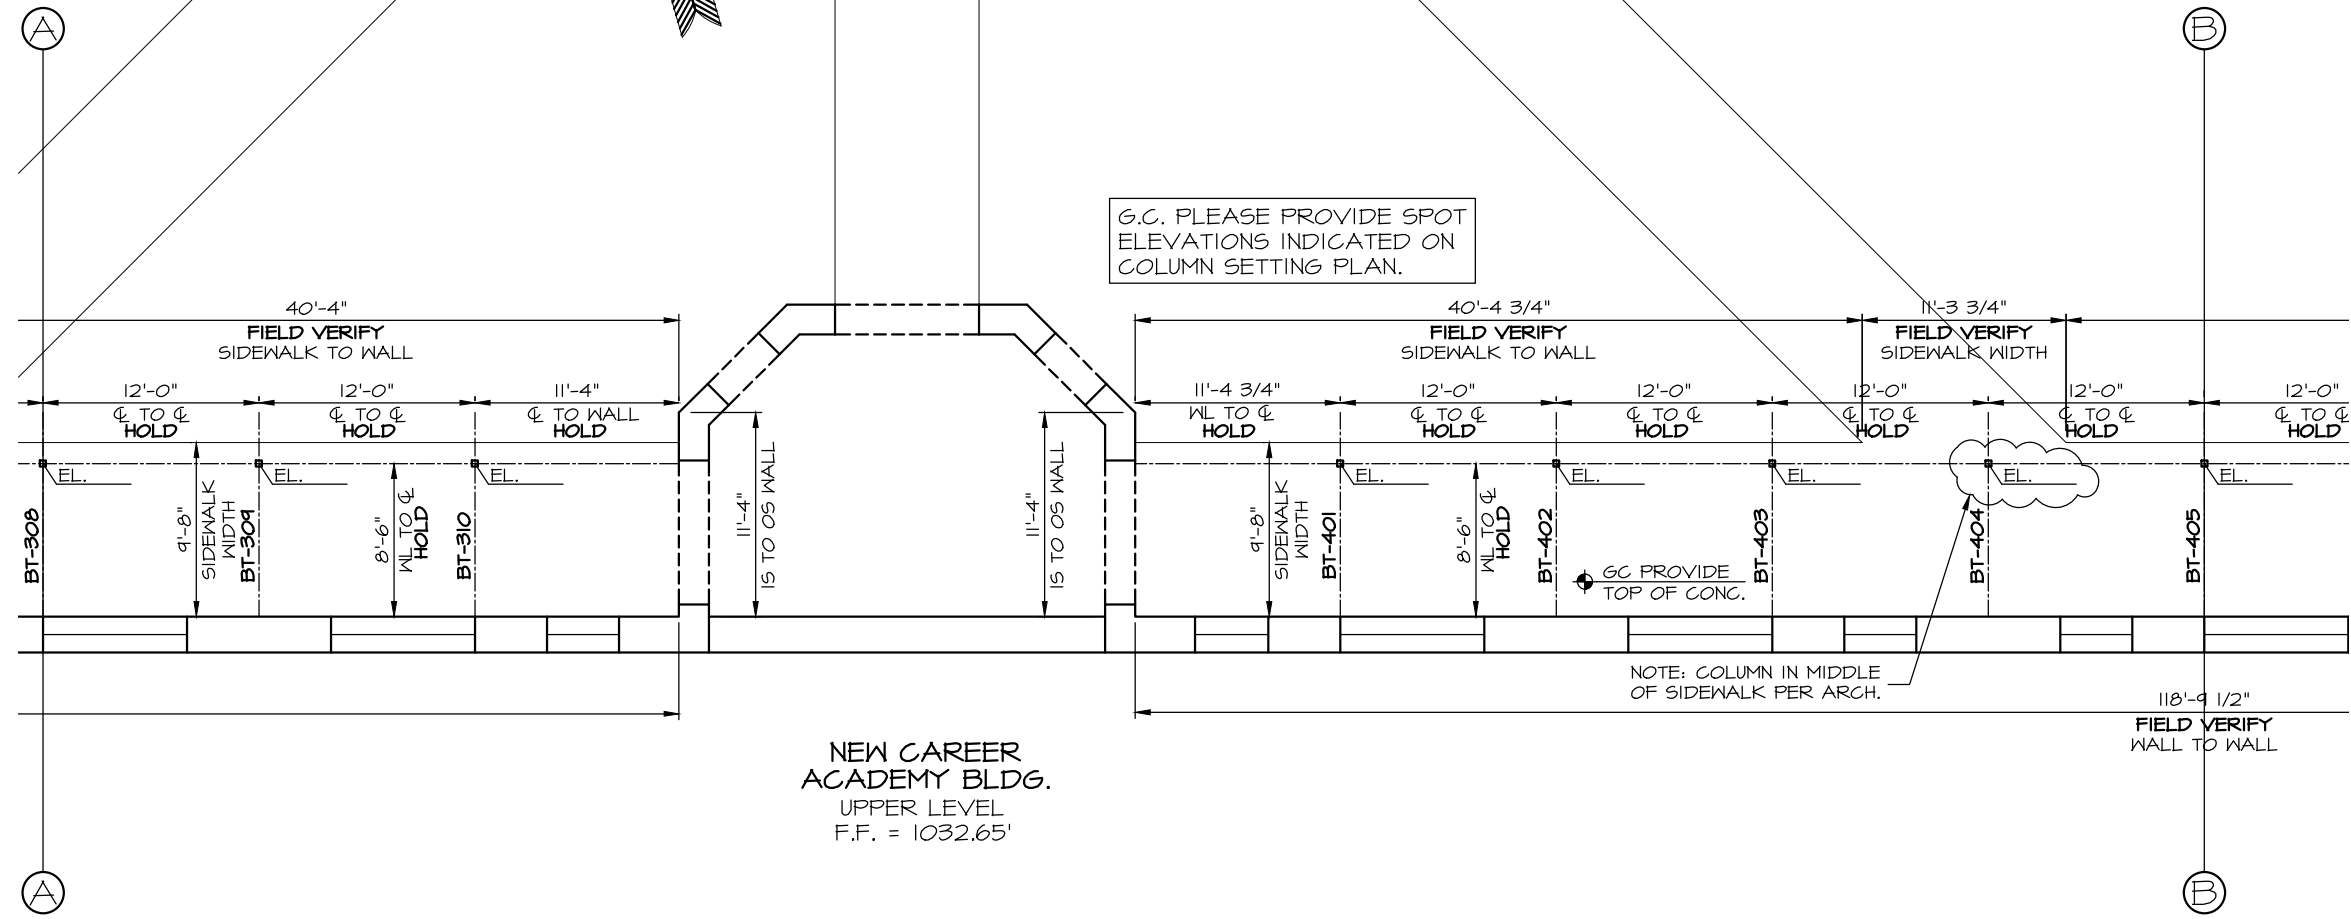 A
B
G.C. PLEASE PROVIDE SPOT
ELEVATIONS INDICATED ON
COLUMN SETTING PLAN.
40'-4"
FIELD VERIFY
SIDEWALK TO WALL
40'-4 3/4"
FIELD VERIFY
SIDEWALK TO WALL
11'-3 3/4"
FIELD VERIFY
SIDEWALK WIDTH
12'-0"
℄ TO ℄
HOLD
12'-0"
℄ TO ℄
HOLD
11'-4"
℄ TO WALL
HOLD
11'-4 3/4"
WL TO ℄
HOLD
12'-0"
℄ TO ℄
HOLD
12'-0"
℄ TO ℄
HOLD
12'-0"
℄ TO ℄
HOLD
12'-0"
℄ TO ℄
HOLD
12'-0"
℄ TO ℄
HOLD
EL.
EL.
EL.
EL.
EL.
EL.
EL.
EL.
BT-308
9'-8"
SIDEWALK
WIDTH
BT-309
8'-6"
WL TO ℄
HOLD
BT-310
11'-4"
IS TO OS WALL
11'-4"
IS TO OS WALL
9'-8"
SIDEWALK
WIDTH
BT-401
8'-6"
WL TO ℄
HOLD
BT-402
GC PROVIDE
TOP OF CONC.
BT-403
BT-404
BT-405
NOTE: COLUMN IN MIDDLE
OF SIDEWALK PER ARCH.
118'-9 1/2"
FIELD VERIFY
WALL TO WALL
NEW CAREER
ACADEMY BLDG.
UPPER LEVEL
F.F. = 1032.65'
A
B